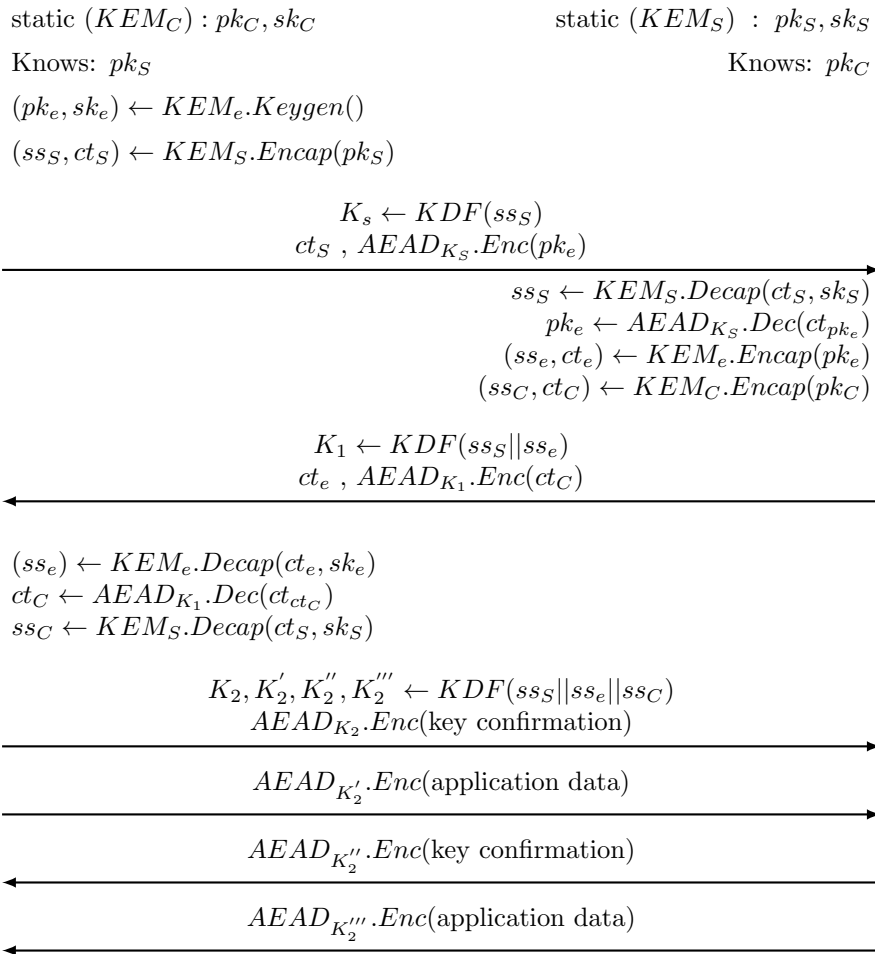 static (KEM_C) : pk_C, sk_C
static (KEM_S) : pk_S, sk_S
Knows: pk_S
Knows: pk_C
(pk_e, sk_e) ← KEM_e.Keygen()
(ss_S, ct_S) ← KEM_S.Encap(pk_S)
K_s ← KDF(ss_S)
ct_S , AEAD_{K_S}.Enc(pk_e)
ss_S ← KEM_S.Decap(ct_S, sk_S)
pk_e ← AEAD_{K_S}.Dec(ct_{pk_e})
(ss_e, ct_e) ← KEM_e.Encap(pk_e)
(ss_C, ct_C) ← KEM_C.Encap(pk_C)
K_1 ← KDF(ss_S||ss_e)
ct_e , AEAD_{K_1}.Enc(ct_C)
(ss_e) ← KEM_e.Decap(ct_e, sk_e)
ct_C ← AEAD_{K_1}.Dec(ct_{ct_C})
ss_C ← KEM_S.Decap(ct_S, sk_S)
K_2, K_2^{'}, K_2^{''}, K_2^{'''} ← KDF(ss_S||ss_e||ss_C)
AEAD_{K_2}.Enc(key confirmation)
AEAD_{K_2^{'}}.Enc(application data)
AEAD_{K_2^{''}}.Enc(key confirmation)
AEAD_{K_2^{'''}}.Enc(application data)